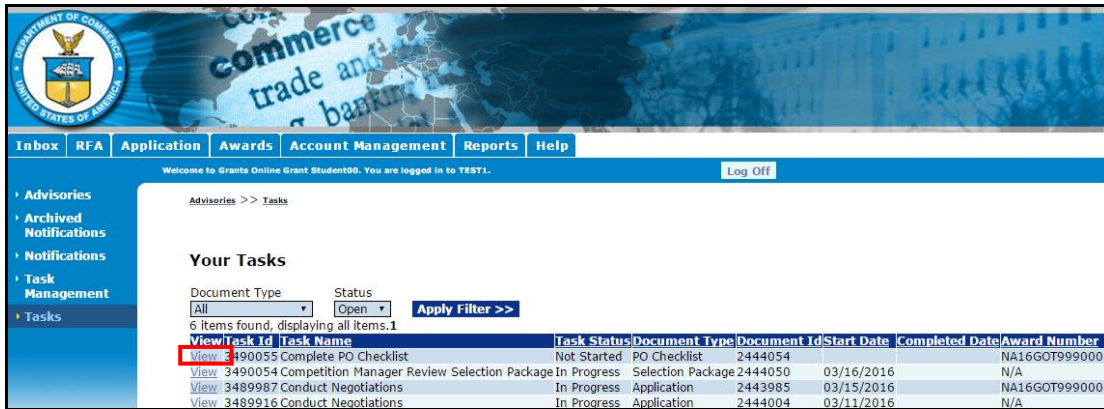 DEPARTMENT OF COMMERCE
UNITED STATES OF AMERICA
commerce
trade and
banking
Inbox RFA Application Awards Account Management Reports Help
Welcome to Grants Online Grant Student00. You are logged in to TEST1. Log Off
Advisories
Archived Notifications
Notifications
Task Management
Tasks
Advisories >> Tasks
Your Tasks
Document Type Status
All Open Apply Filter >>
6 items found, displaying all items.1
View Task Id Task Name Task Status Document Type Document Id Start Date Completed Date Award Number
View 3490055 Complete PO Checklist Not Started PO Checklist 2444054 NA16GOT999000
View 3490054 Competition Manager Review Selection Package In Progress Selection Package 2444050 03/16/2016 N/A
View 3489987 Conduct Negotiations In Progress Application 2443985 03/15/2016 NA16GOT999000
View 3489916 Conduct Negotiations In Progress Application 2444004 03/11/2016 N/A